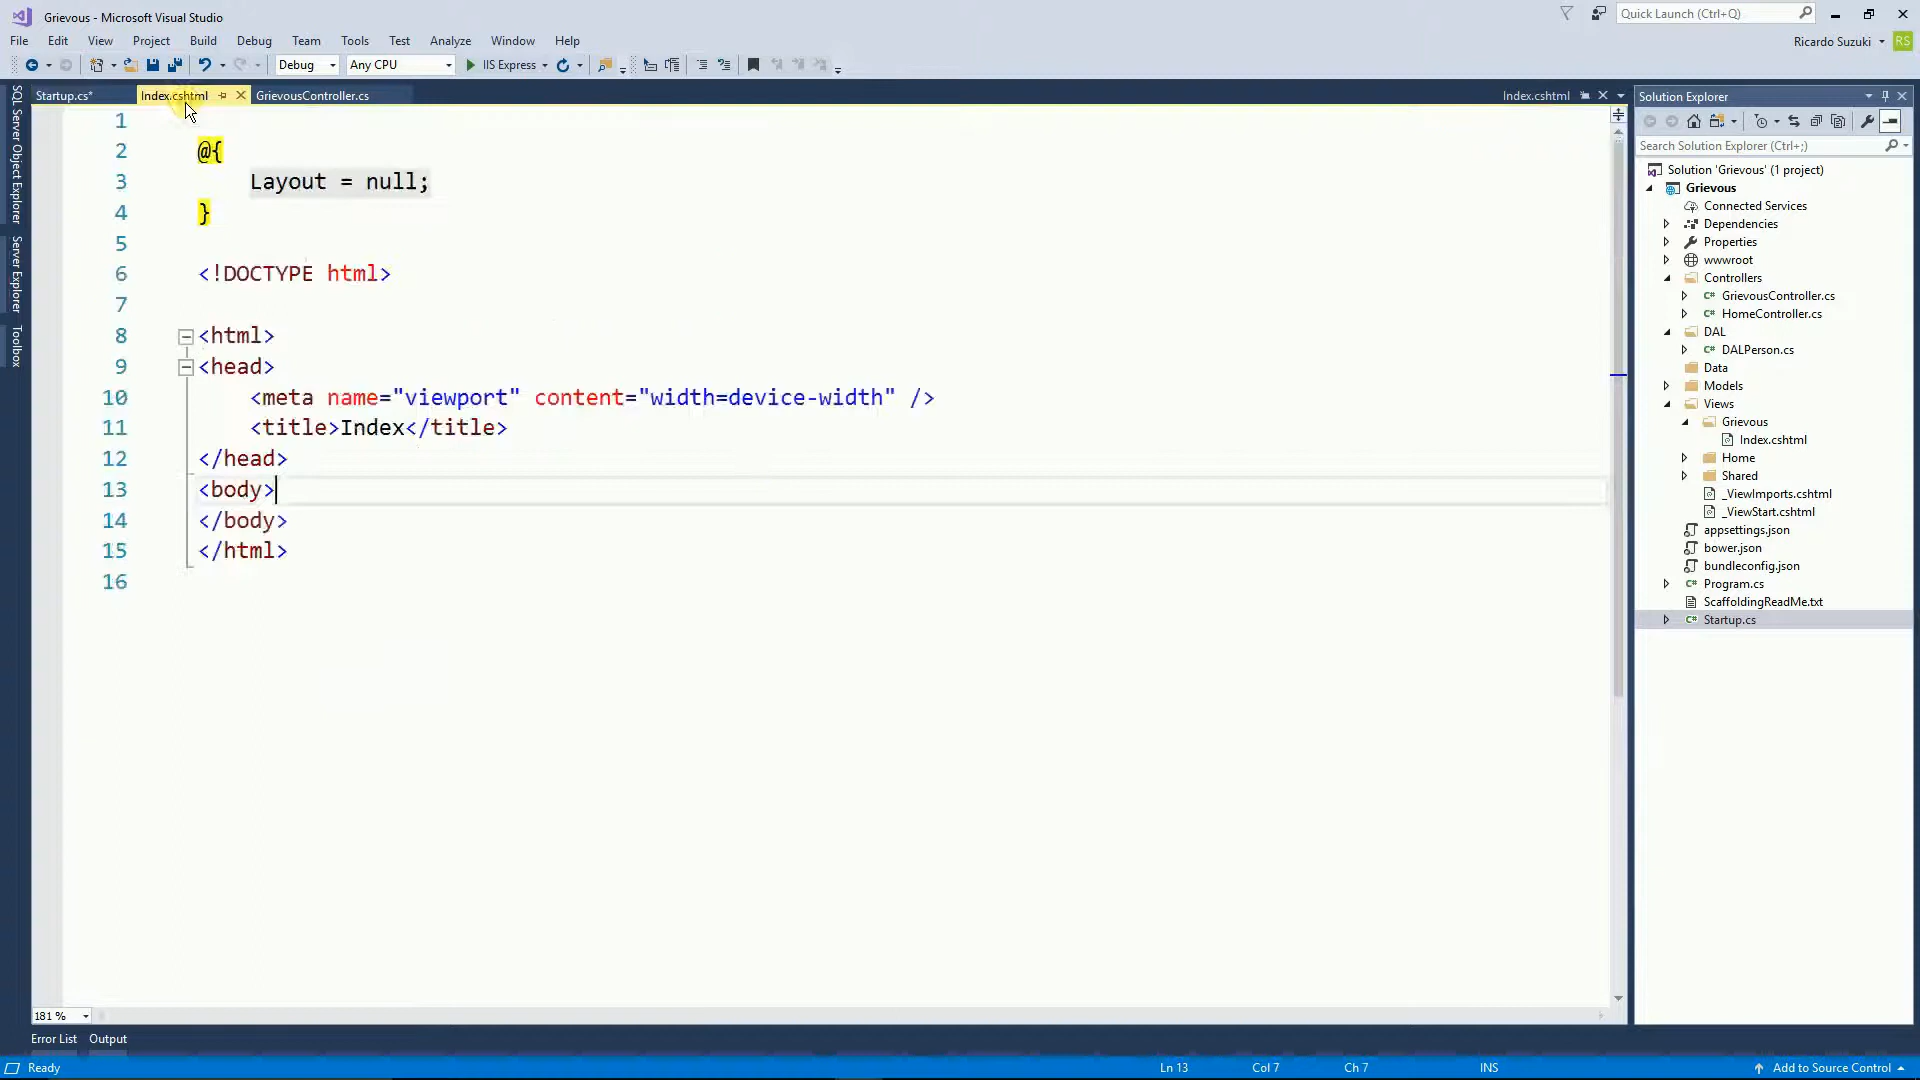 Grievous - Microsoft Visual Studio
Quick Launch (Ctrl+Q)
File Edit View Project Build Debug Team Tools Test Analyze Window Help
Ricardo Suzuki RS
Debug Any CPU IIS Express
Startup.cs* Index.cshtml GrievousController.cs Index.cshtml
SQL Server Object Explorer
Server Explorer
Toolbox
1
2 @{
3 Layout = null;
4 }
5
6 <!DOCTYPE html>
7
8 <html>
9 <head>
10 <meta name="viewport" content="width=device-width" />
11 <title>Index</title>
12 </head>
13 <body>
14 </body>
15 </html>
16
181 %
Error List Output
Ready
Ln 13 Col 7 Ch 7 INS
Add to Source Control
Solution Explorer
Search Solution Explorer (Ctrl+;)
Solution 'Grievous' (1 project)
Grievous
Connected Services
Dependencies
Properties
wwwroot
Controllers
C# GrievousController.cs
C# HomeController.cs
DAL
C# DALPerson.cs
Data
Models
Views
Grievous
Index.cshtml
Home
Shared
_ViewImports.cshtml
_ViewStart.cshtml
appsettings.json
bower.json
bundleconfig.json
C# Program.cs
ScaffoldingReadMe.txt
C# Startup.cs